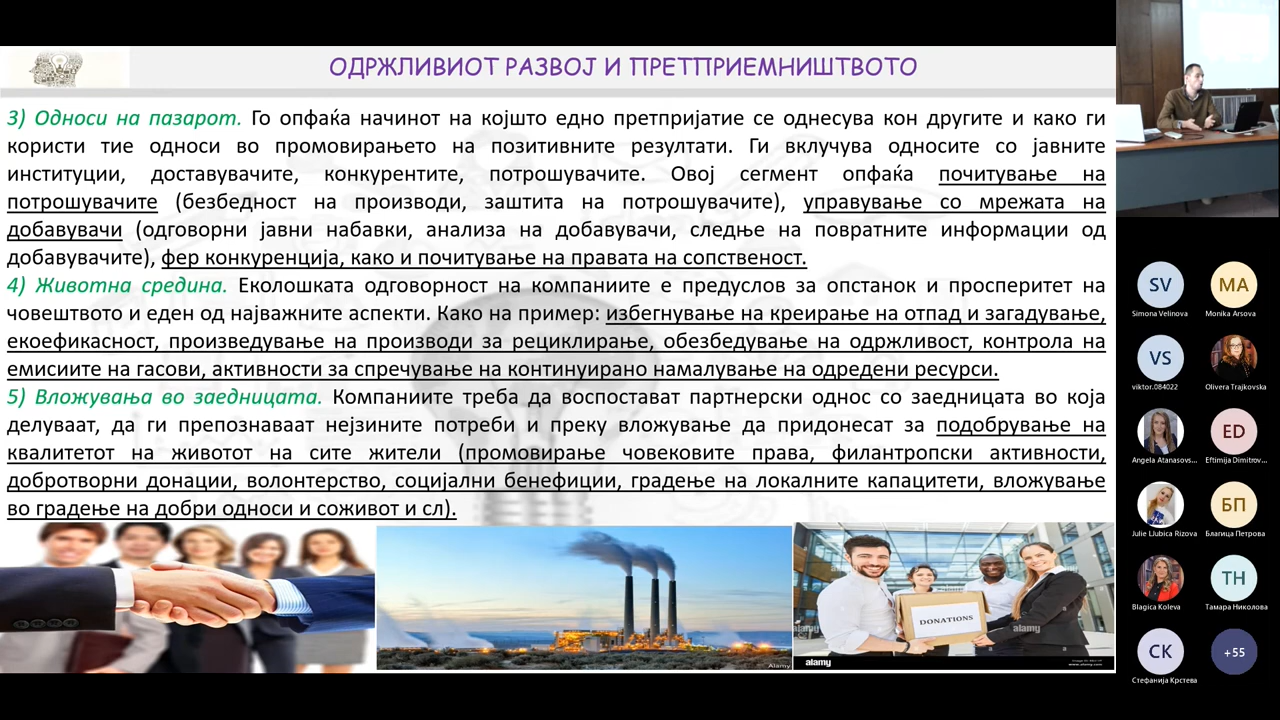 ОДРЖЛИВИОТ РАЗВОЈ И ПРЕТПРИЕМНИШТВОТО
3) Односи на пазарот. Го опфаќа начинот на којшто едно претпријатие се однесува кон другите и како ги
користи тие односи во промовирањето на позитивните резултати. Ги вклучува односите со јавните
институции, доставувачите, конкурентите, потрошувачите. Овој сегмент опфаќа почитување на
потрошувачите (безбедност на производи, заштита на потрошувачите), управување со мрежата на
добавувачи (одговорни јавни набавки, анализа на добавувачи, следње на повратните информации од
добавувачите), фер конкуренција, како и почитување на правата на сопственост.
4) Животна средина. Еколошката одговорност на компаниите е предуслов за опстанок и просперитет на
човештвото и еден од најважните аспекти. Како на пример: избегнување на креирање на отпад и загадување,
екоефикасност, произведување на производи за рециклирање, обезбедување на одржливост, контрола на
емисиите на гасови, активности за спречување на континуирано намалување на одредени ресурси.
5) Вложувања во заедницата. Компаниите треба да воспостават партнерски однос со заедницата во која
делуваат, да ги препознаваат нејзините потреби и преку вложување да придонесат за подобрување на
квалитетот на животот на сите жители (промовирање човековите права, филантропски активности,
добротворни донации, волонтерство, социјални бенефиции, градење на локалните капацитети, вложување
во градење на добри односи и соживот и сл).
DONATIONS
alamy
alamy
Alamy
SV
Simona Velinova
MA
Monika Arsova
VS
viktor.084022
Olivera Trajkovska
Angela Atanasovs...
ED
Eftimija Dimitrov...
Julie LJubica Rizova
БП
Благица Петрова
Blagica Koleva
ТН
Тамара Николова
СК
Стефанија Крстева
+55